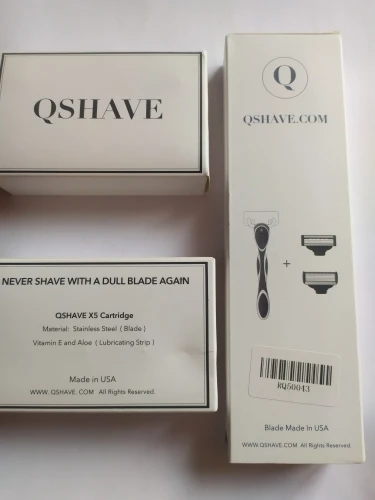 QSHAVE
NEVER SHAVE WITH A DULL BLADE AGAIN
QSHAVE X5 Cartridge
Material: Stainless Steel ( Blade )
Vitamin E and Aloe ( Lubricating Strip )
Made in USA
WWW. QSHAVE. COM All Rights Reserved.
Q
QSHAVE.COM
+
RQ50043
Blade Made In USA
WWW.QSHAVE.COM All Rights Reserved.